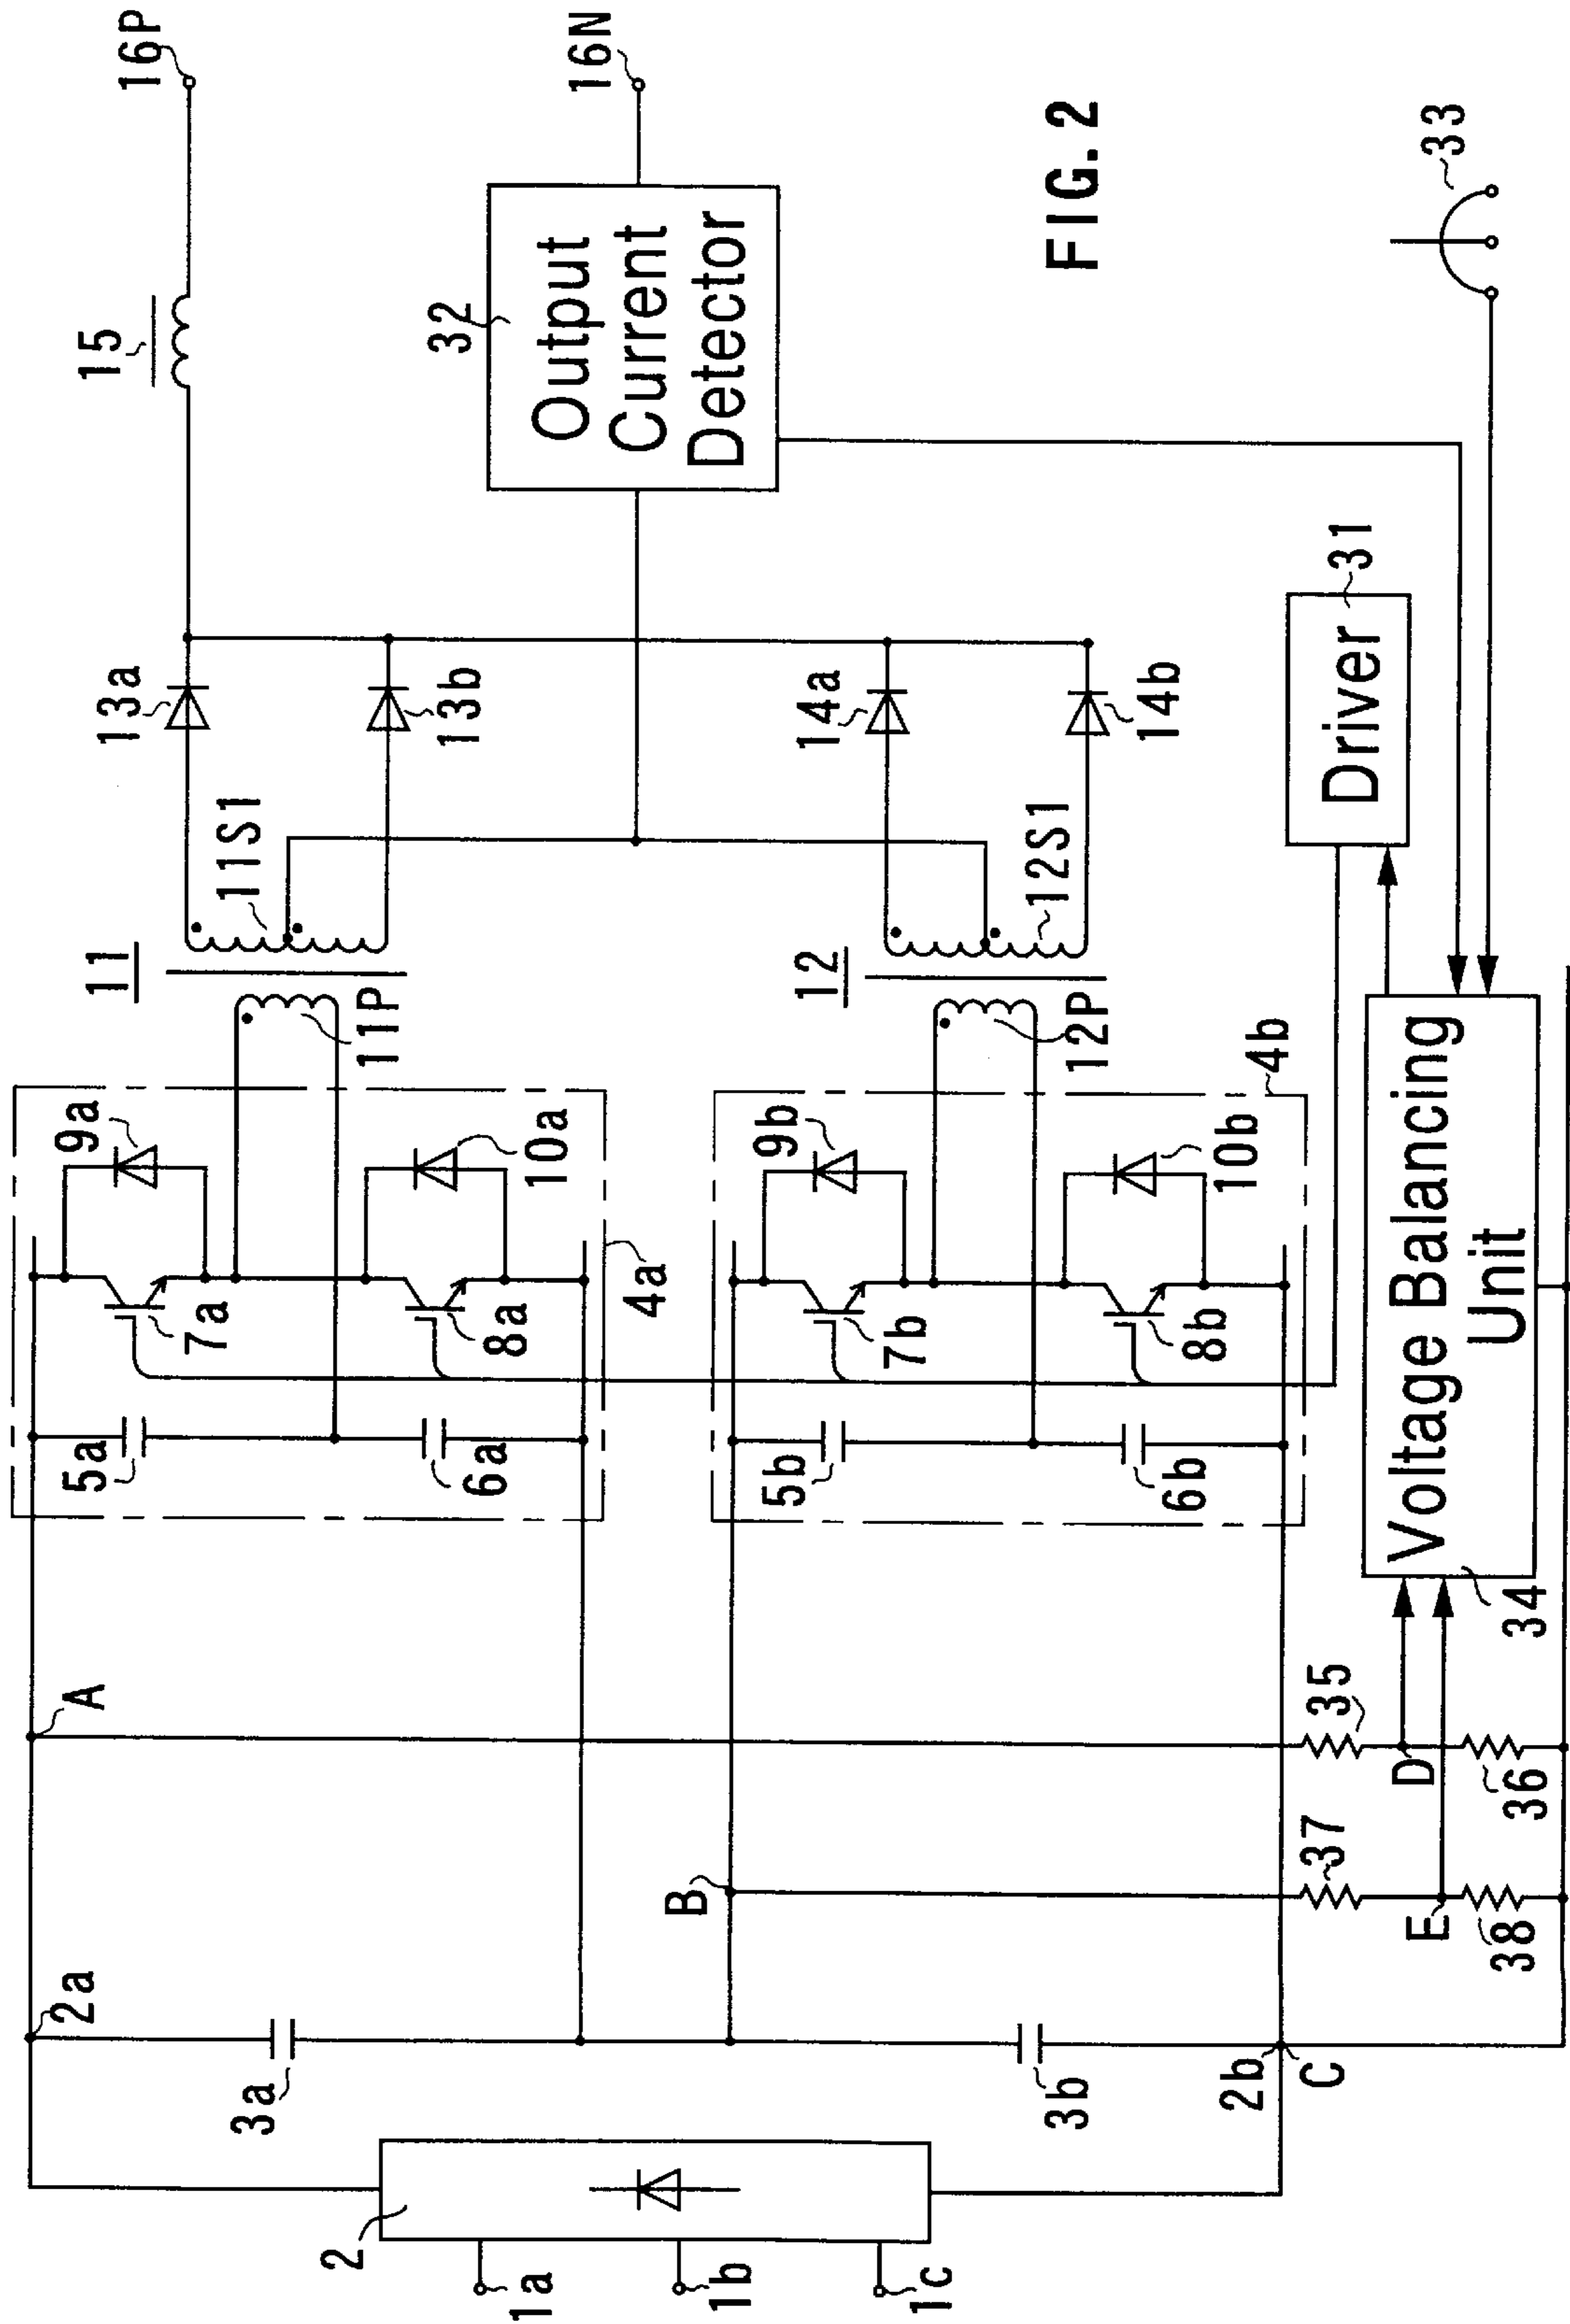 16P
15
16N
32
Output
Current
Detector
FIG. 2
33
13a
13b
14a
14b
31
Driver
11
11S1
11P
12
12S1
12P
9a
10a
7a
8a
4a
5a
6a
9b
10b
4b
7b
8b
5b
6b
Voltage Balancing
Unit
34
A
35
D
36
B
37
E
38
2a
3a
3b
2b
C
2
1a
1b
1c